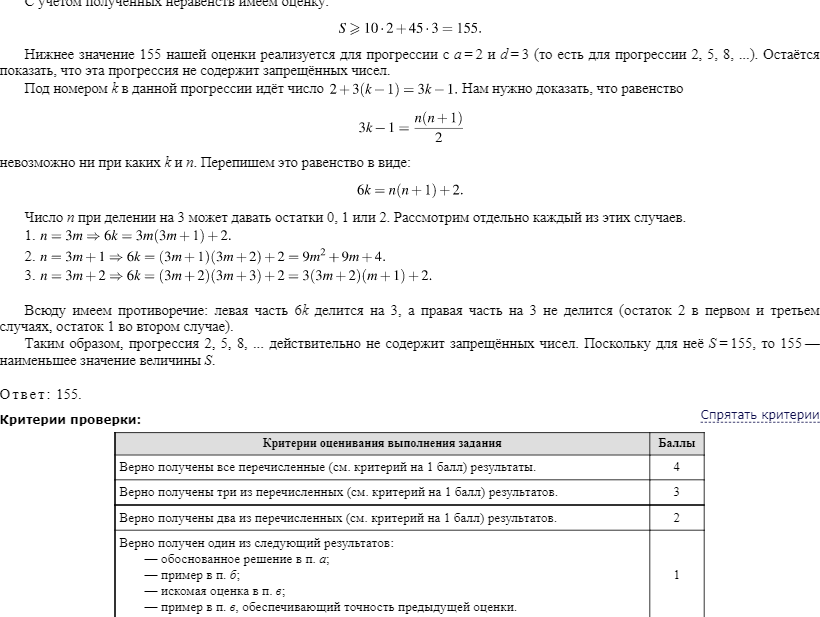 С учётом полученных неравенств имеем оценку:
S ⩾ 10 · 2 + 45 · 3 = 155.
Нижнее значение 155 нашей оценки реализуется для прогрессии с a = 2 и d = 3 (то есть для прогрессии 2, 5, 8, ...). Остаётся
показать, что эта прогрессия не содержит запрещённых чисел.
Под номером k в данной прогрессии идёт число 2 + 3(k − 1) = 3k − 1. Нам нужно доказать, что равенство
3k − 1 = n(n + 1)/2
невозможно ни при каких k и n. Перепишем это равенство в виде:
6k = n(n + 1) + 2.
Число n при делении на 3 может давать остатки 0, 1 или 2. Рассмотрим отдельно каждый из этих случаев.
1. n = 3m ⇒ 6k = 3m(3m + 1) + 2.
2. n = 3m + 1 ⇒ 6k = (3m + 1)(3m + 2) + 2 = 9m² + 9m + 4.
3. n = 3m + 2 ⇒ 6k = (3m + 2)(3m + 3) + 2 = 3(3m + 2)(m + 1) + 2.
Всюду имеем противоречие: левая часть 6k делится на 3, а правая часть на 3 не делится (остаток 2 в первом и третьем
случаях, остаток 1 во втором случае).
Таким образом, прогрессия 2, 5, 8, ... действительно не содержит запрещённых чисел. Поскольку для неё S = 155, то 155 —
наименьшее значение величины S.
Ответ: 155.
Критерии проверки:
Спрятать критерии
Критерии оценивания выполнения задания Баллы
Верно получены все перечисленные (см. критерий на 1 балл) результаты. 4
Верно получены три из перечисленных (см. критерий на 1 балл) результатов. 3
Верно получены два из перечисленных (см. критерий на 1 балл) результатов. 2
Верно получен один из следующий результатов:
— обоснованное решение в п. а;
— пример в п. б; 1
— искомая оценка в п. в;
— пример в п. в, обеспечивающий точность предыдущей оценки.